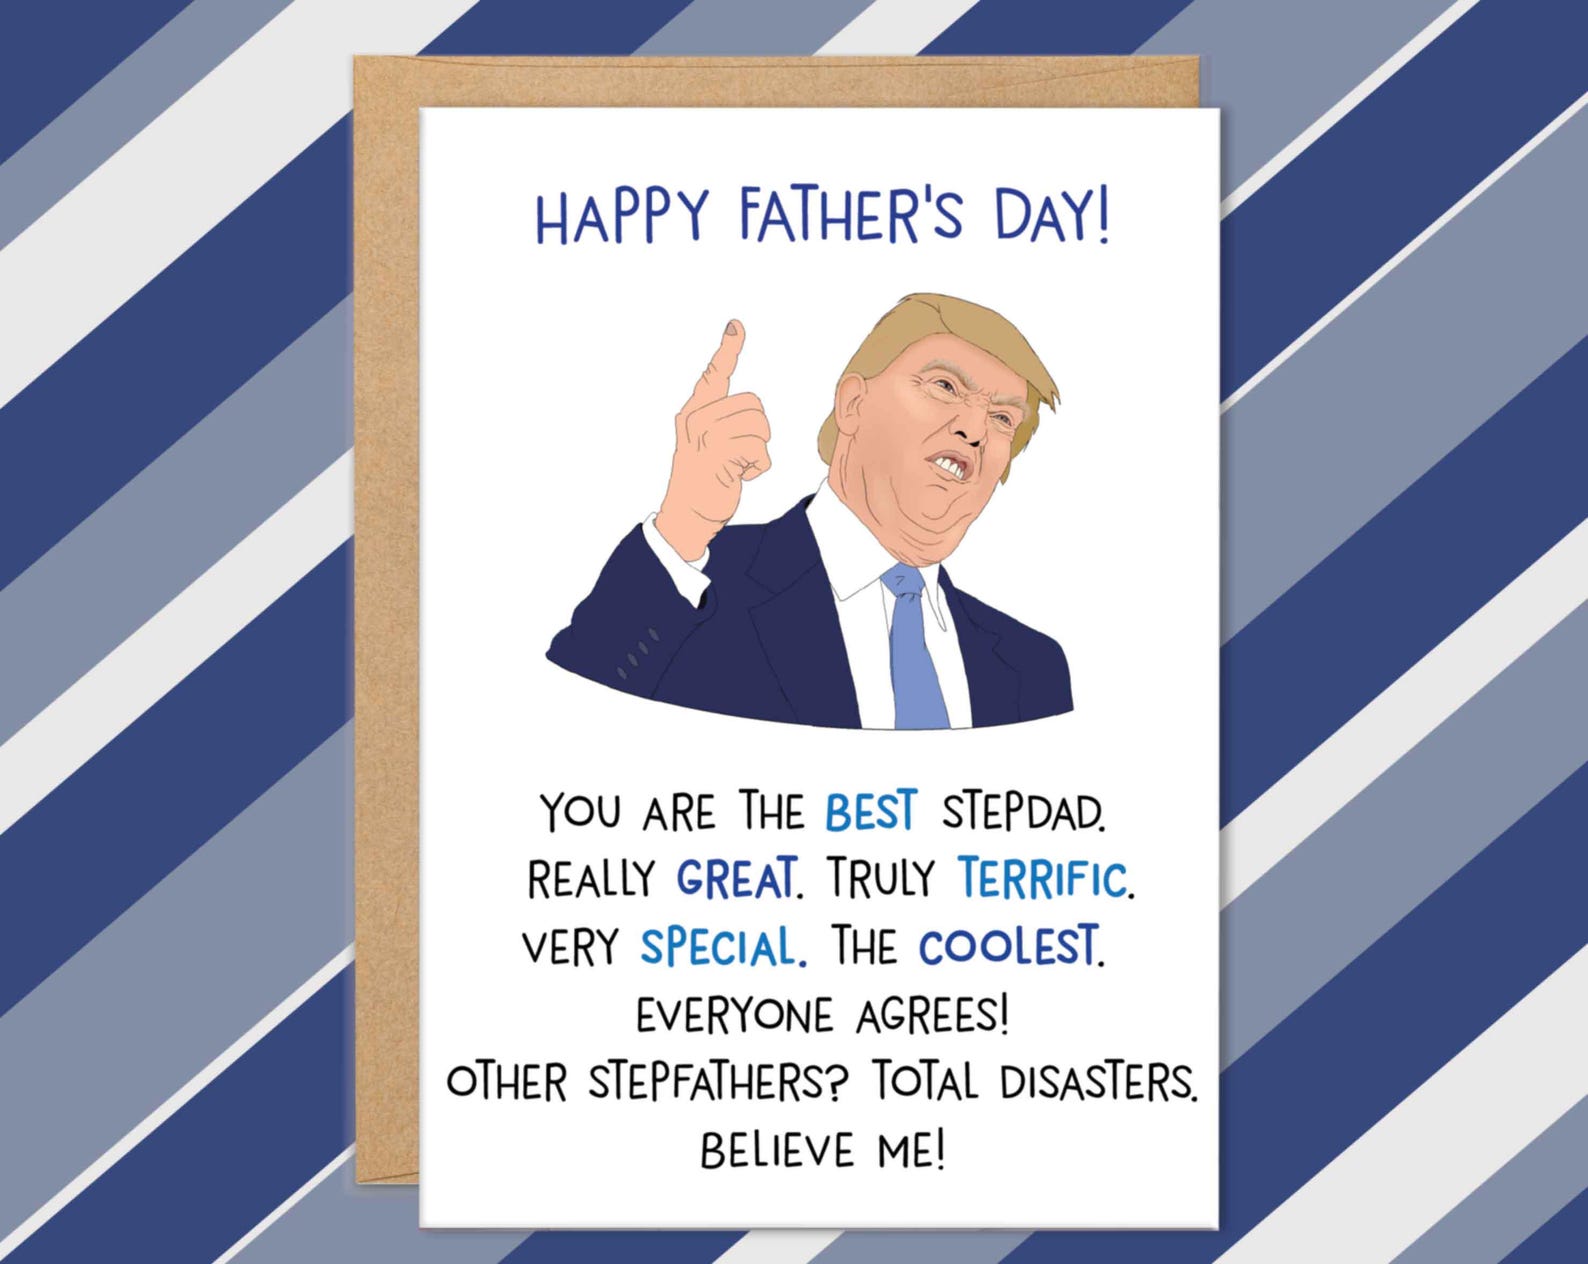 HAPPY FATHER'S DAY!
YOU ARE THE BEST STEPDAD.
REALLY GREAT. TRULY TERRIFIC.
VERY SPECIAL. THE COOLEST.
EVERYONE AGREES!
OTHER STEPFATHERS? TOTAL DISASTERS.
BELIEVE ME!